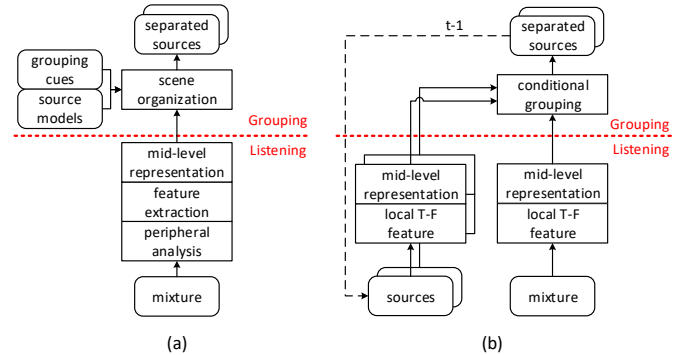 separated
sources
grouping
cues
source
models
scene
organization
Grouping
Listening
mid-level
representation
feature
extraction
peripheral
analysis
mixture
(a)
t-1
separated
sources
conditional
grouping
Grouping
Listening
mid-level
representation
local T-F
feature
sources
mid-level
representation
local T-F
feature
mixture
(b)